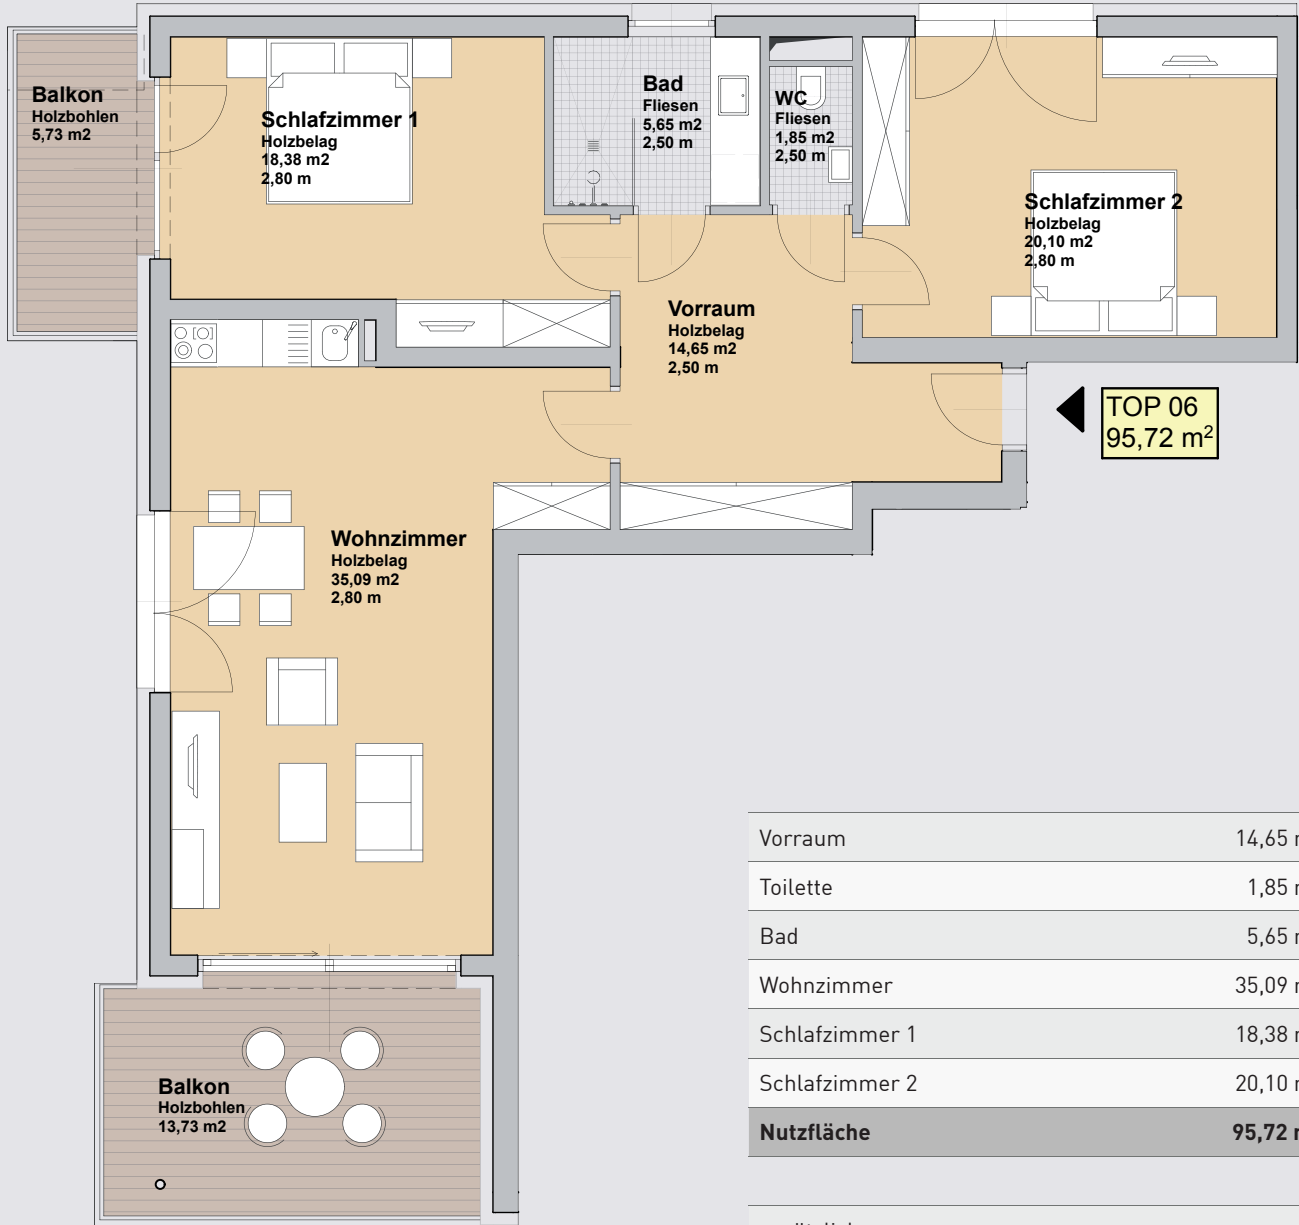 Balkon
Holzbohlen
5,73 m2
Schlafzimmer 1
Holzbelag
18,38 m2
2,80 m
Bad
Fliesen
5,65 m2
2,50 m
WC
Fliesen
1,85 m2
2,50 m
Schlafzimmer 2
Holzbelag
20,10 m2
2,80 m
Vorraum
Holzbelag
14,65 m2
2,50 m
TOP 06
95,72 m²
Wohnzimmer
Holzbelag
35,09 m2
2,80 m
Balkon
Holzbohlen
13,73 m2
Vorraum 14,65
Toilette 1,85
Bad 5,65
Wohnzimmer 35,09
Schlafzimmer 1 18,38
Schlafzimmer 2 20,10
Nutzfläche 95,72